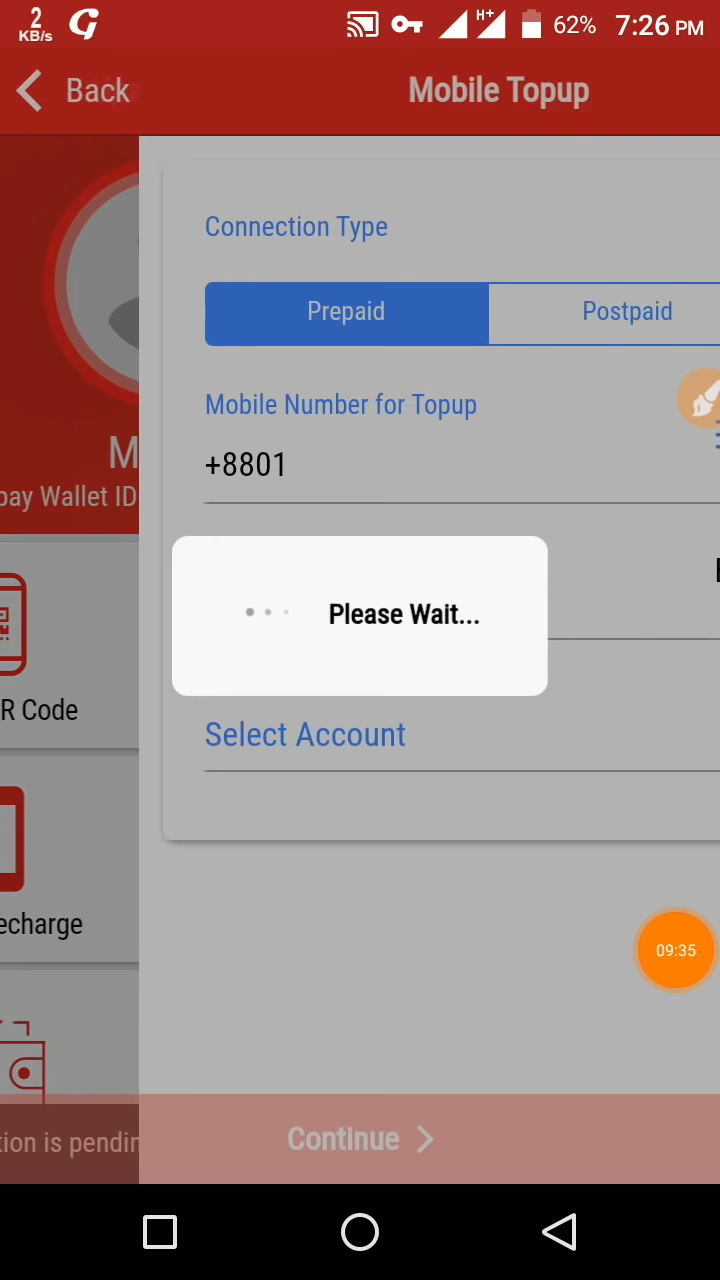 2
KB/s
H+
62%
7:26 PM
Back
Mobile Topup
Connection Type
Prepaid
Postpaid
Mobile Number for Topup
+8801
M
pay Wallet ID
Please Wait...
R Code
Select Account
echarge
09:35
tion is pendin
Continue